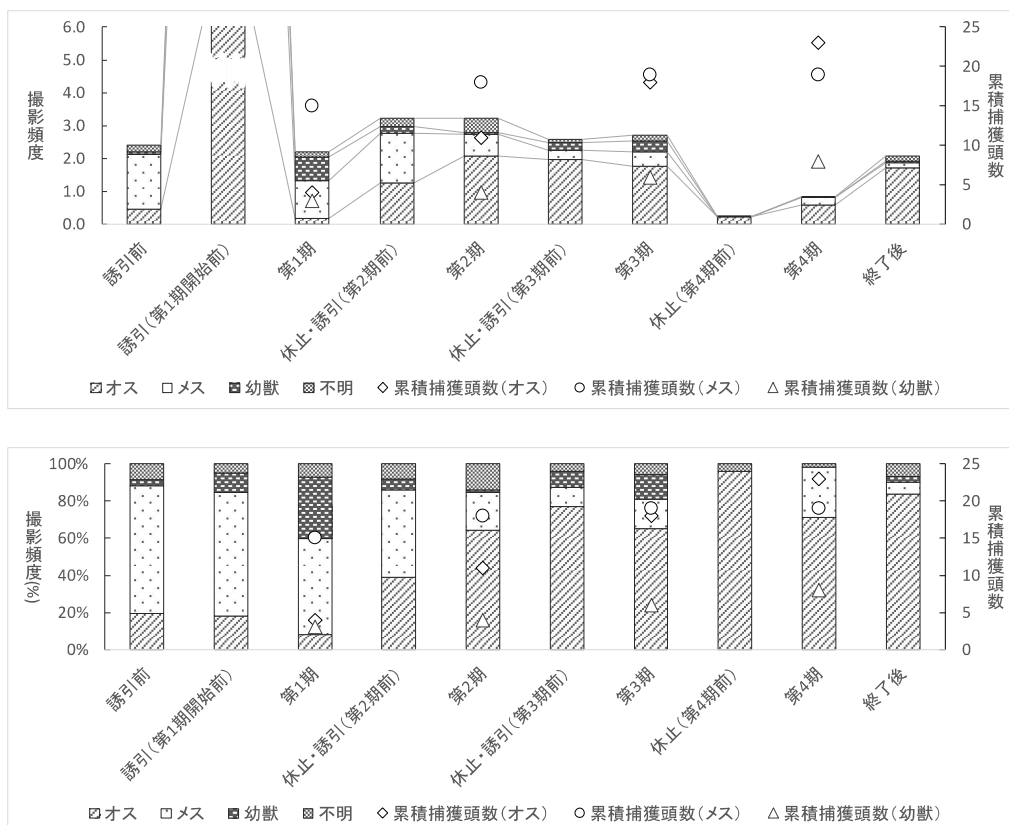 撮影頻度
6.0
5.0
4.0
3.0
2.0
1.0
0.0
25
20
15
10
5
0
累積捕獲頭数
誘引前
誘引(第1期開始前)
第1期
休止・誘引(第2期前)
第2期
休止・誘引(第3期前)
第3期
休止(第4期前)
第4期
終了後
オス メス 幼獣 不明 累積捕獲頭数(オス) 累積捕獲頭数(メス) 累積捕獲頭数(幼獣)
撮影頻度(%)
100%
80%
60%
40%
20%
0%
25
20
15
10
5
0
累積捕獲頭数
誘引前
誘引(第1期開始前)
第1期
休止・誘引(第2期前)
第2期
休止・誘引(第3期前)
第3期
休止(第4期前)
第4期
終了後
オス メス 幼獣 不明 累積捕獲頭数(オス) 累積捕獲頭数(メス) 累積捕獲頭数(幼獣)